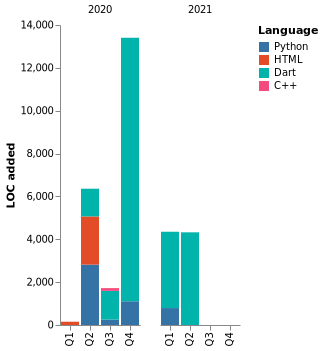 2020 2021
Language
Python
HTML
Dart
C++
LOC added
14,000
12,000
10,000
8,000
6,000
4,000
2,000
0
Q1 Q2 Q3 Q4 Q1 Q2 Q3 Q4